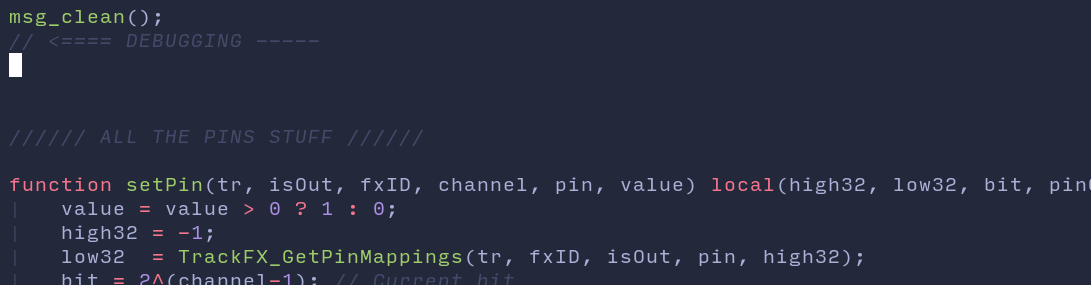 msg_clean();
// <==== DEBUGGING -----
////// ALL THE PINS STUFF //////
function setPin(tr, isOut, fxID, channel, pin, value) local(high32, low32, bit,
value = value > 0 ? 1 : 0;
high32 = -1;
low32  = TrackFX_GetPinMappings(tr, fxID, isOut, pin, high32);
bit = 2^(channel-1); // Current bit